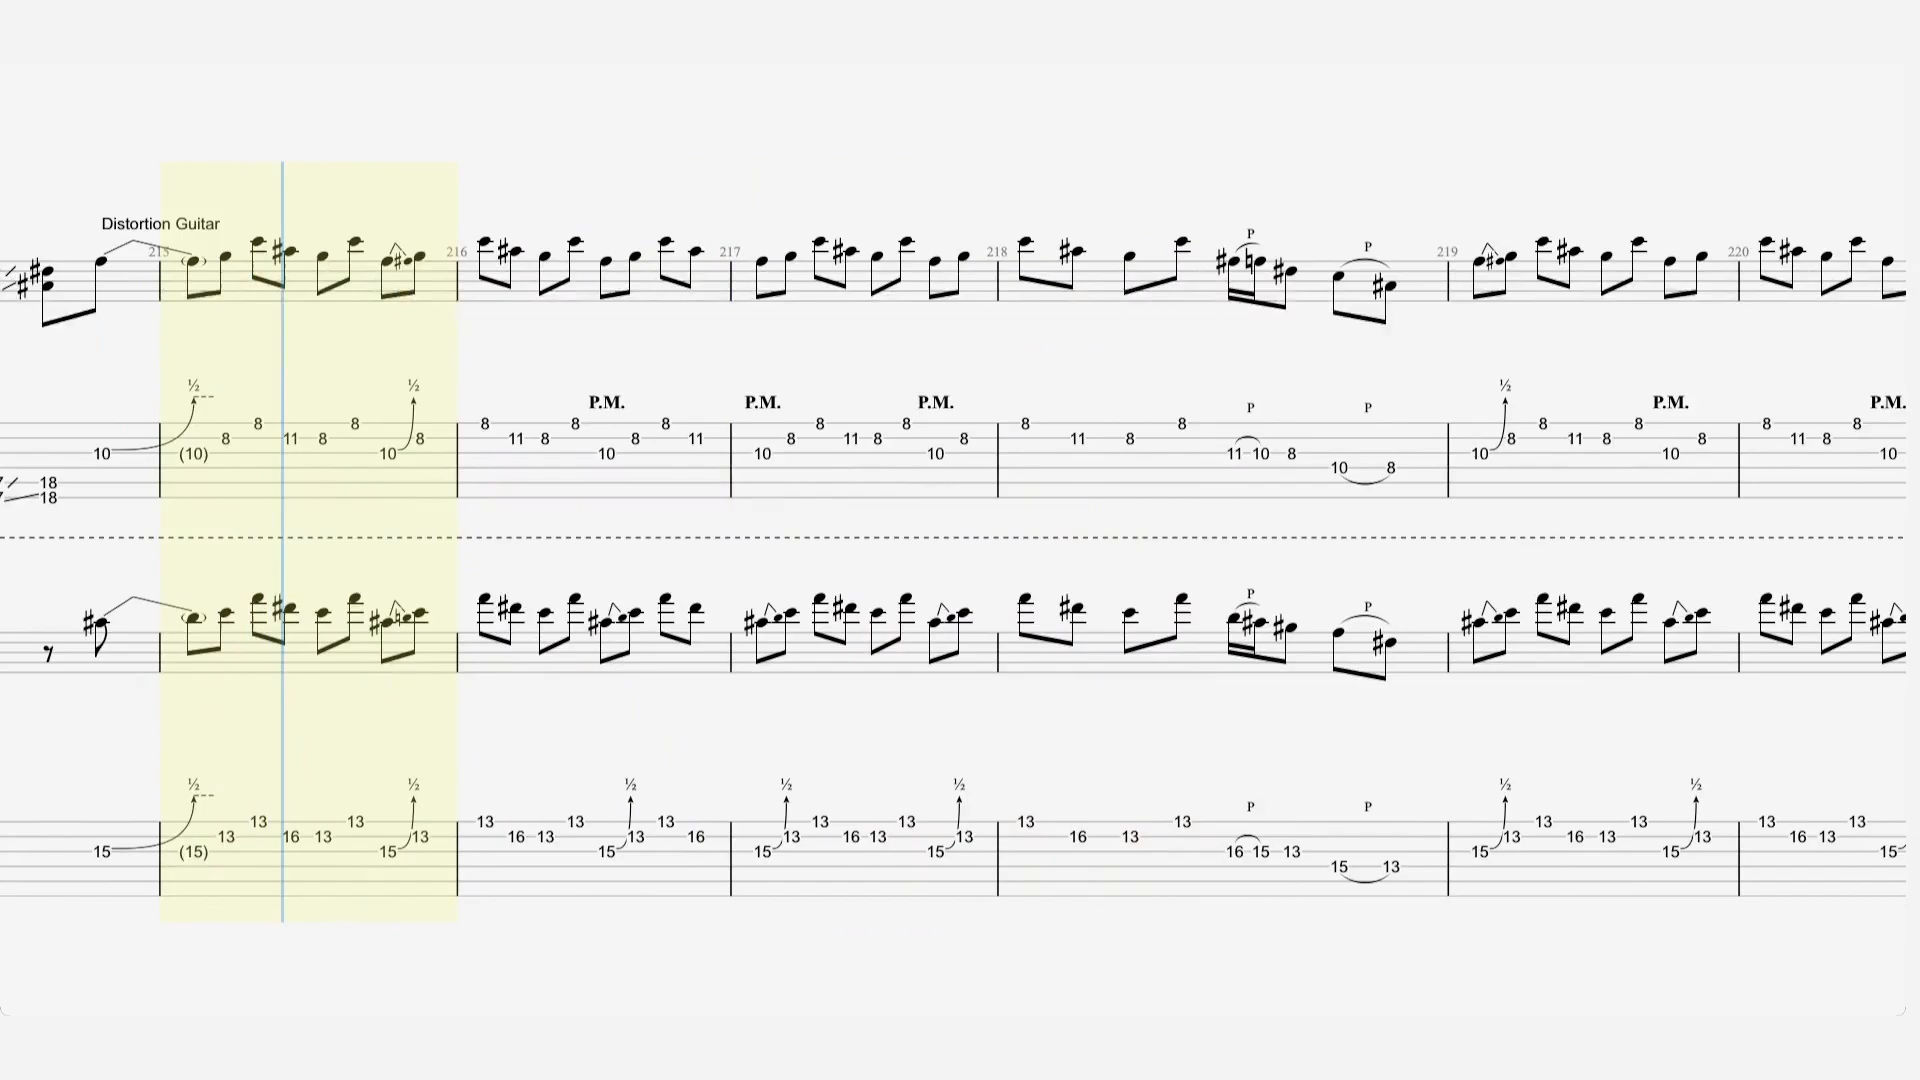 Distortion Guitar
215 216 217 218 219 220
P P
½ ½ P.M. P.M. P.M. P P ½ P.M. P.M.
8 8 8 8 8 8 8 8 8 8 8 8 8
8 11 8 8 11 8 8 11 8 11 8 8 11 8 8 11 8 8 11 8
10 (10) 10 10 10 10 11 10 8 10 10 10
10 8
18
18
P P
½ ½ ½ ½ ½ P P ½ ½
13 13 13 13 13 13 13 13 13 13 13 13 13
13 16 13 13 16 13 13 16 13 16 13 13 16 13 13 16 13 13 16 13
15 (15) 15 15 15 15 16 15 13 15 15 15
15 13